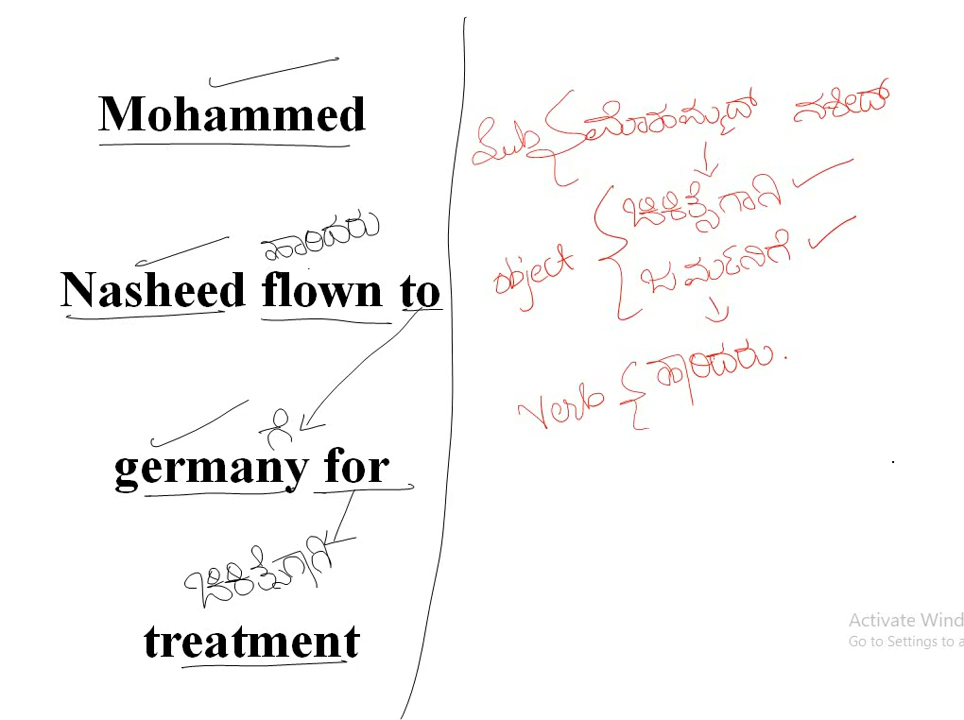 Mohammed
ಹಾರಿದರು
Nasheed flown to
ಗೆ
germany for
ಚಿಕಿತ್ಸೆಗಾಗಿ
treatment
Sub { ಮೊಹಮ್ಮದ್ ನಶೀದ್
object { ಚಿಕಿತ್ಸೆಗಾಗಿ
ಜರ್ಮನಿಗೆ
Verb { ಹಾರಿದರು.
Activate Wind
Go to Settings to a